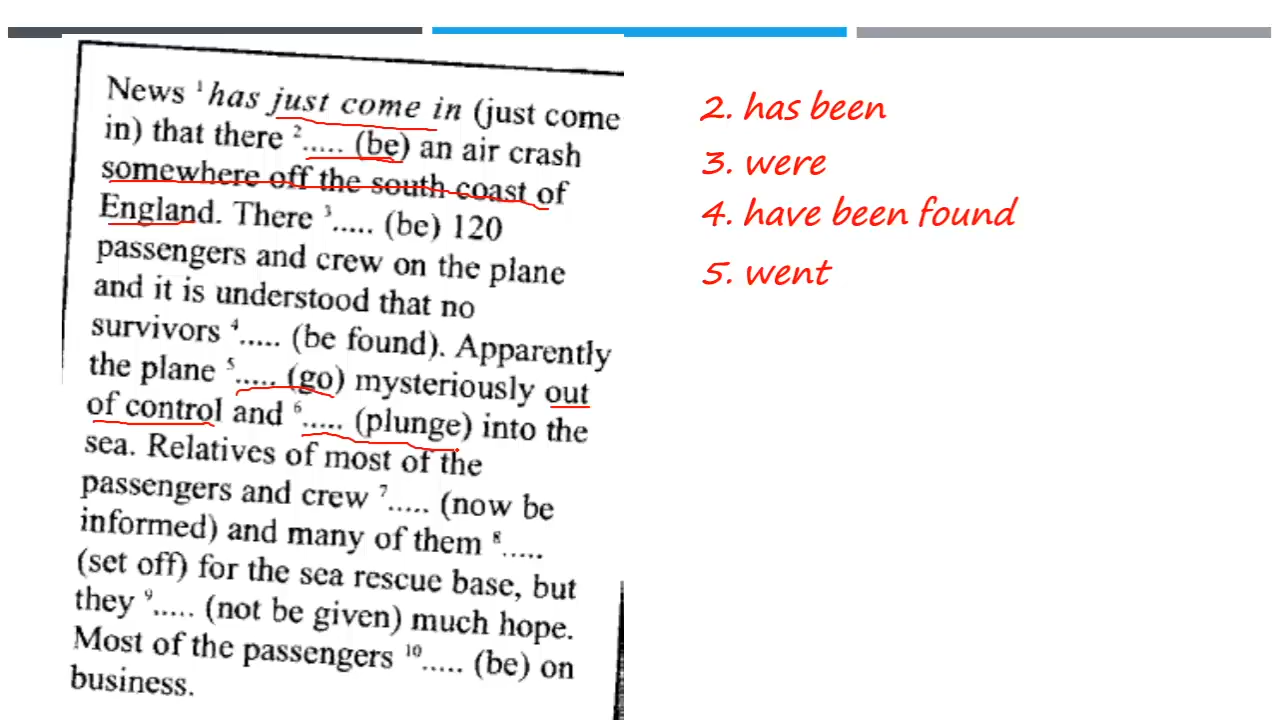 News ¹has just come in (just come
in) that there ²..... (be) an air crash
somewhere off the south coast of
England. There ³..... (be) 120
passengers and crew on the plane
and it is understood that no
survivors ⁴..... (be found). Apparently
the plane ⁵..... (go) mysteriously out
of control and ⁶..... (plunge) into the
sea. Relatives of most of the
passengers and crew ⁷..... (now be
informed) and many of them ⁸.....
(set off) for the sea rescue base, but
they ⁹..... (not be given) much hope.
Most of the passengers ¹⁰..... (be) on
business.
2. has been
3. were
4. have been found
5. went